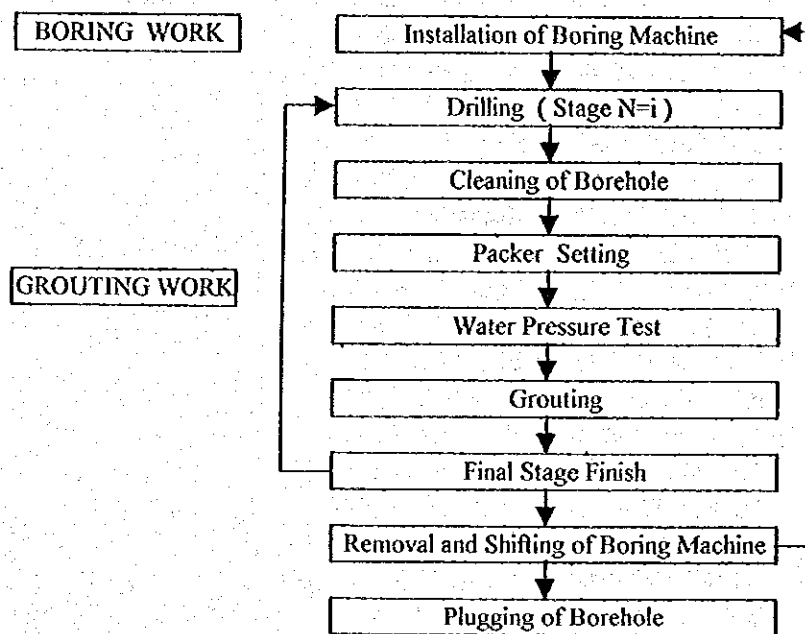 BORING WORK
Installation of Boring Machine
Drilling ( Stage N=i )
Cleaning of Borehole
Packer Setting
GROUTING WORK
Water Pressure Test
Grouting
Final Stage Finish
Removal and Shifting of Boring Machine
Plugging of Borehole